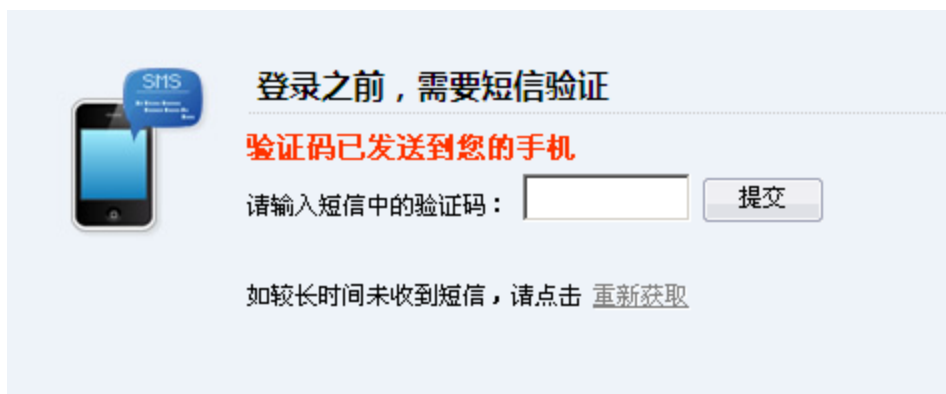 SMS
登录之前，需要短信验证
验证码已发送到您的手机
请输入短信中的验证码：
提交
如较长时间未收到短信，请点击 重新获取